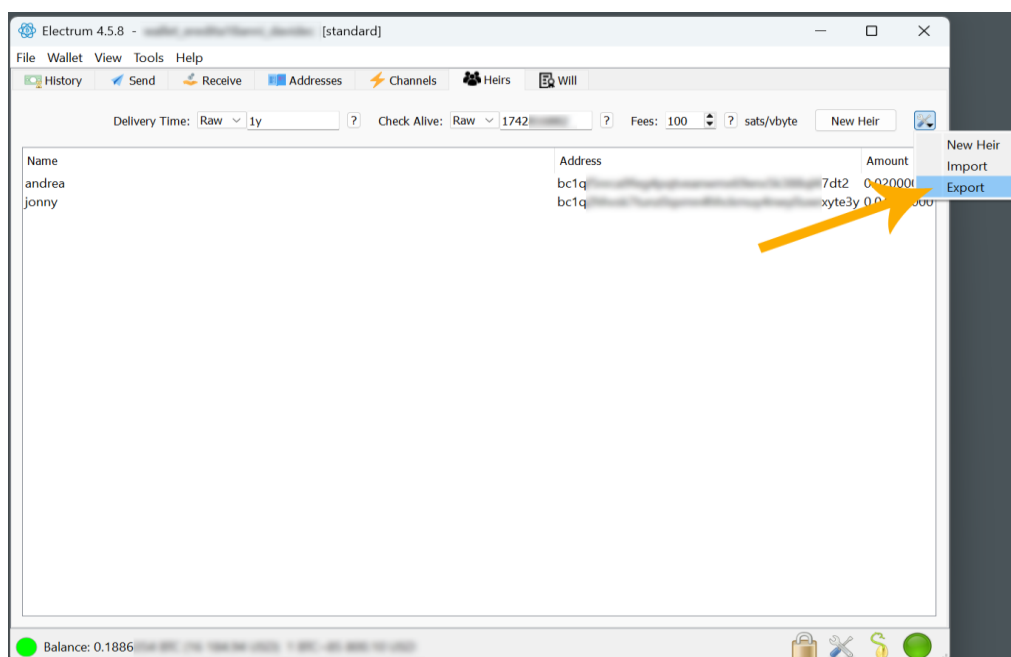 Electrum 4.5.8 - [standard]
File Wallet View Tools Help
History Send Receive Addresses Channels Heirs Will
Delivery Time: Raw 1y ? Check Alive: Raw 1742 ? Fees: 100 ? sats/vbyte New Heir
New Heir
Import
Export
Name Address Amount
andrea bc1q 7dt2
jonny bc1q xyte3y
Balance: 0.1886